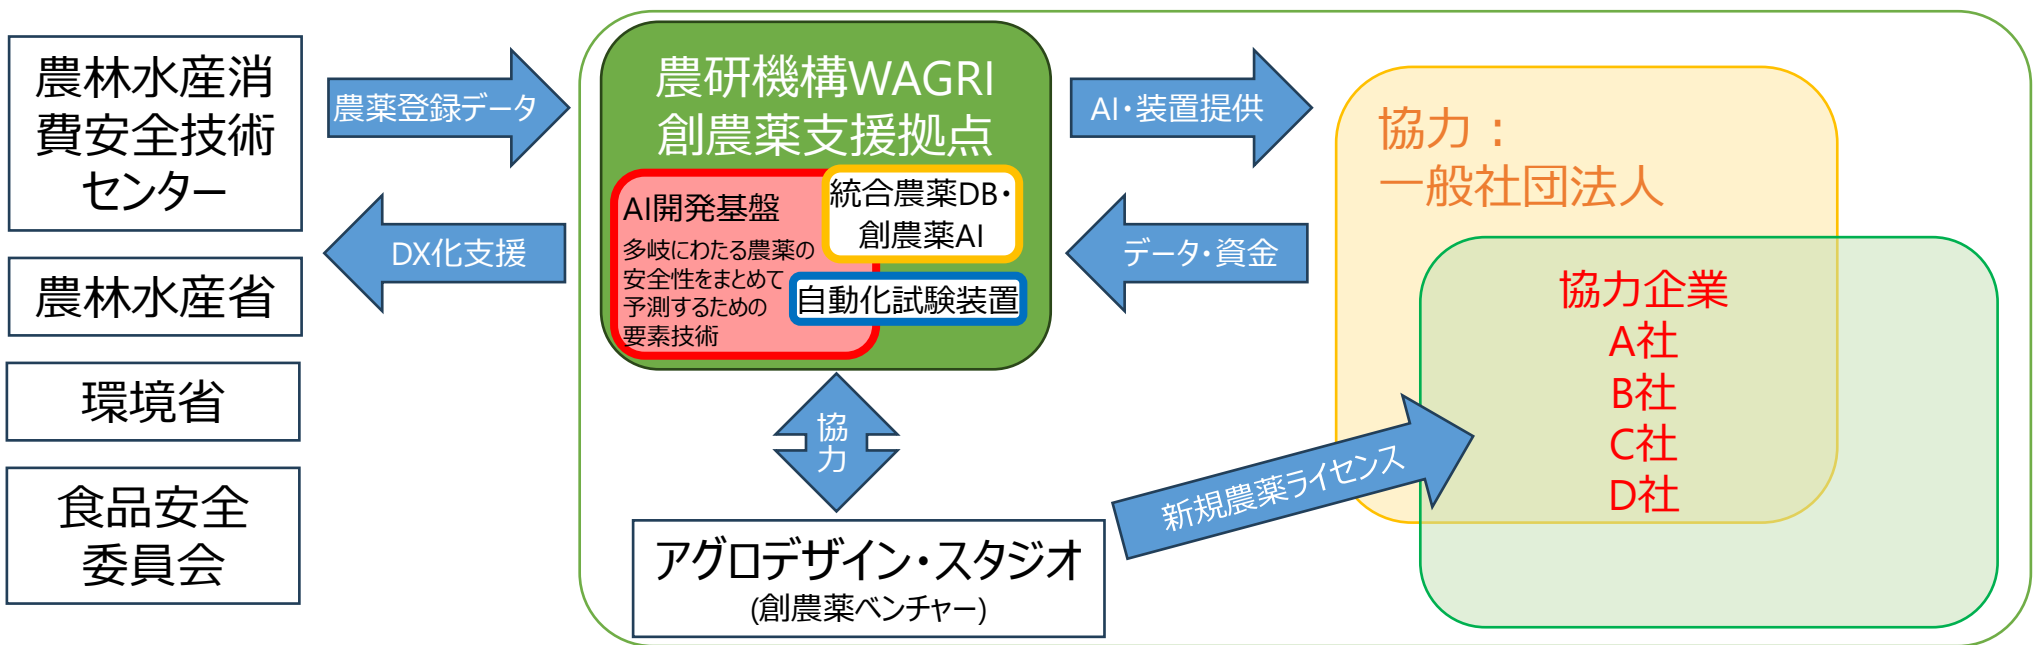 農林水産消
費安全技術
センター
農林水産省
環境省
食品安全
委員会
農薬登録データ
DX化支援
農研機構WAGRI
創農薬支援拠点
AI開発基盤
多岐にわたる農薬の
安全性をまとめて
予測するための
要素技術
統合農薬DB・
創農薬AI
自動化試験装置
協
力
アグロデザイン・スタジオ
(創農薬ベンチャー)
AI・装置提供
データ・資金
新規農薬ライセンス
協力：
一般社団法人
協力企業
A社
B社
C社
D社